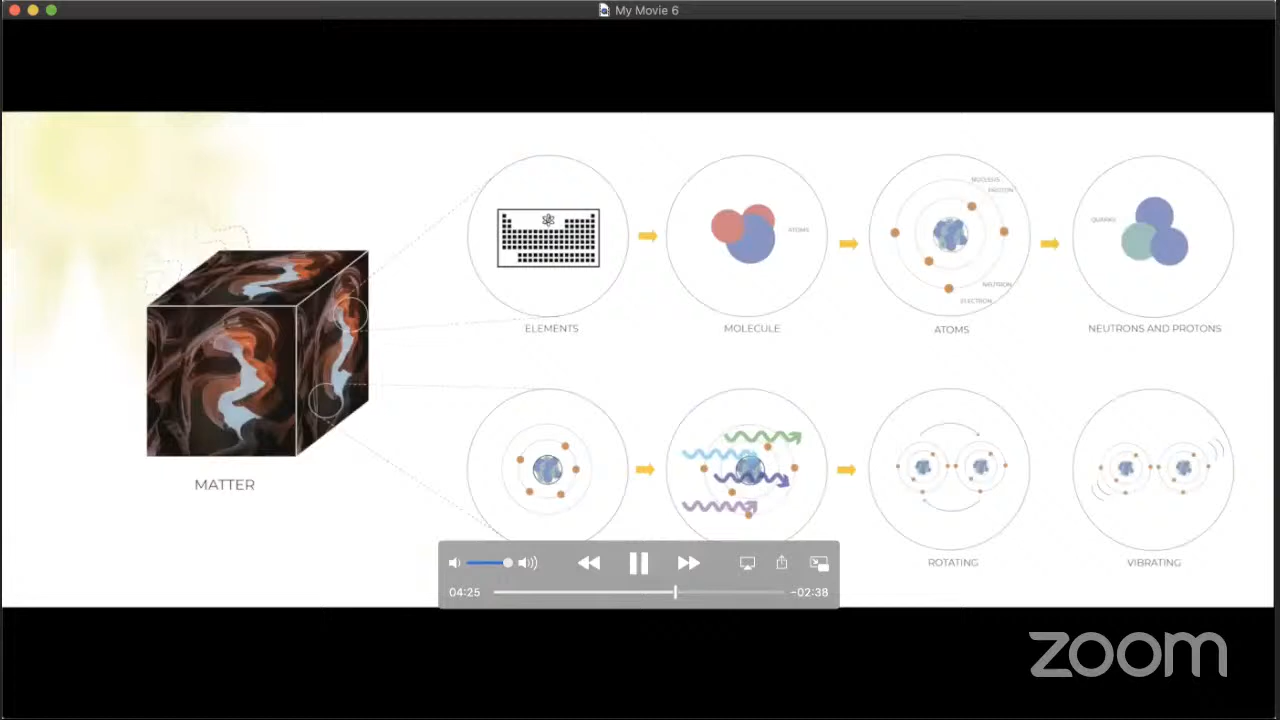 My Movie 6
NUCLEUS
PROTON
QUARKS
ATOMS
NEUTRON
ELECTRON
ELEMENTS
MOLECULE
ATOMS
NEUTRONS AND PROTONS
MATTER
ROTATING
VIBRATING
04:25
-02:38
zoom